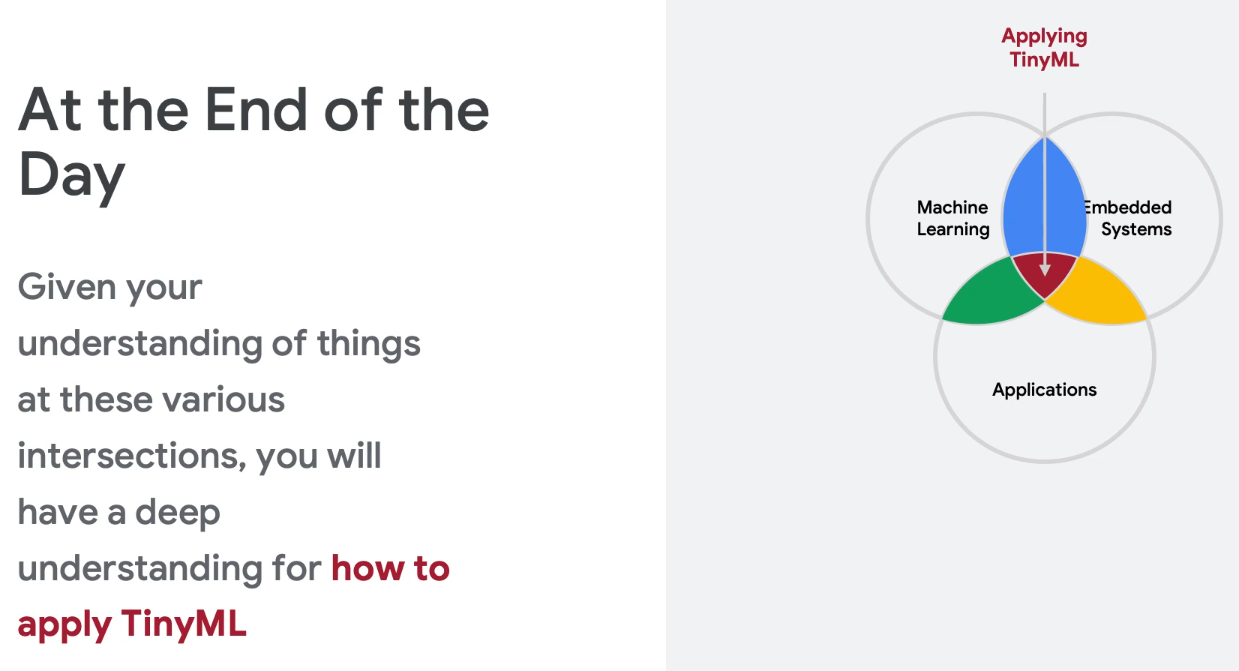 At the End of the
Day
Given your
understanding of things
at these various
intersections, you will
have a deep
understanding for how to
apply TinyML
Applying
TinyML
Machine
Learning
Embedded
Systems
Applications